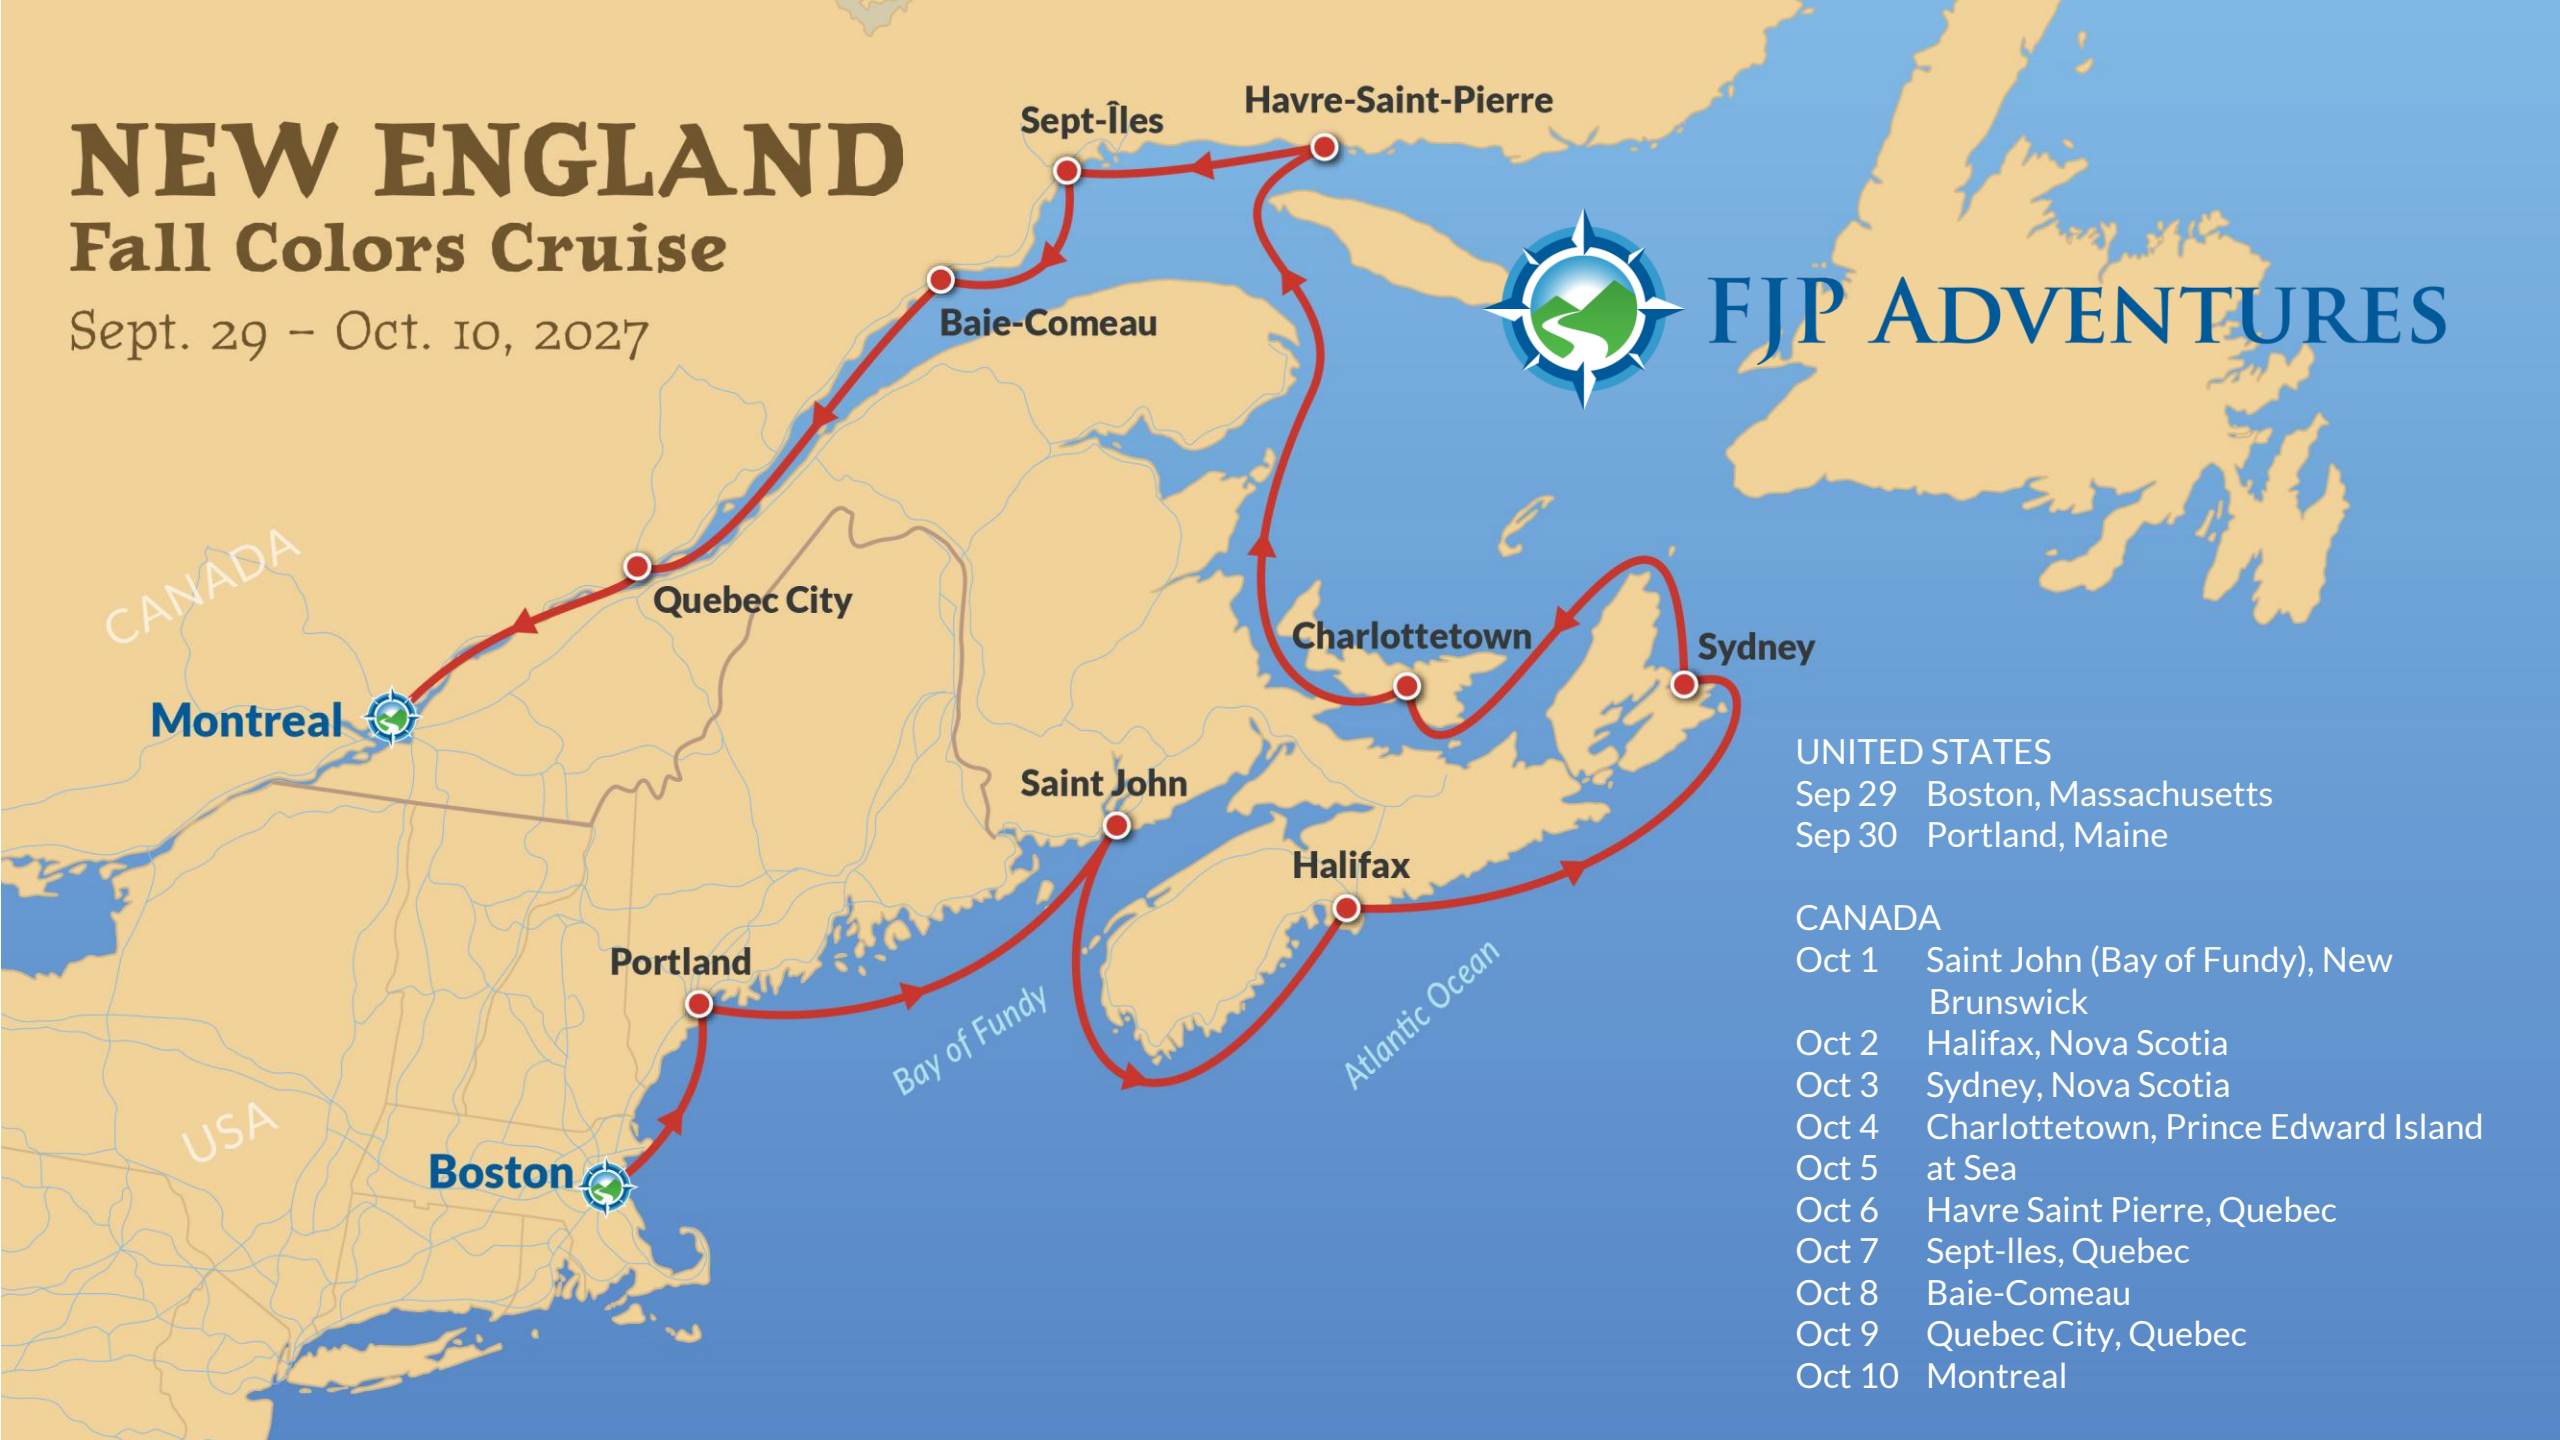 NEW ENGLAND
Fall Colors Cruise
Sept. 29 – Oct. 10, 2027
Sept-Îles
Havre-Saint-Pierre
Baie-Comeau
FJP ADVENTURES
CANADA
Quebec City
Charlottetown
Sydney
Montreal
Saint John
Halifax
Portland
Bay of Fundy
Atlantic Ocean
USA
Boston
UNITED STATES
Sep 29 Boston, Massachusetts
Sep 30 Portland, Maine
CANADA
Oct 1 Saint John (Bay of Fundy), New
Brunswick
Oct 2 Halifax, Nova Scotia
Oct 3 Sydney, Nova Scotia
Oct 4 Charlottetown, Prince Edward Island
Oct 5 at Sea
Oct 6 Havre Saint Pierre, Quebec
Oct 7 Sept-Iles, Quebec
Oct 8 Baie-Comeau
Oct 9 Quebec City, Quebec
Oct 10 Montreal